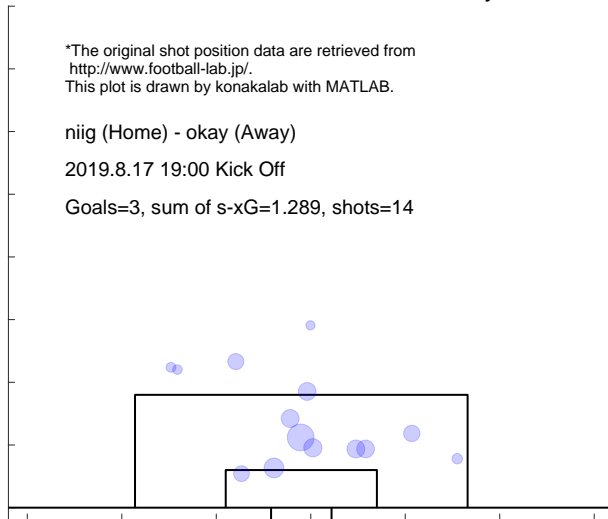 *The original shot position data are retrieved from
http://www.football-lab.jp/.
This plot is drawn by konakalab with MATLAB.
niig (Home) - okay (Away)
2019.8.17 19:00 Kick Off
Goals=3, sum of s-xG=1.289, shots=14